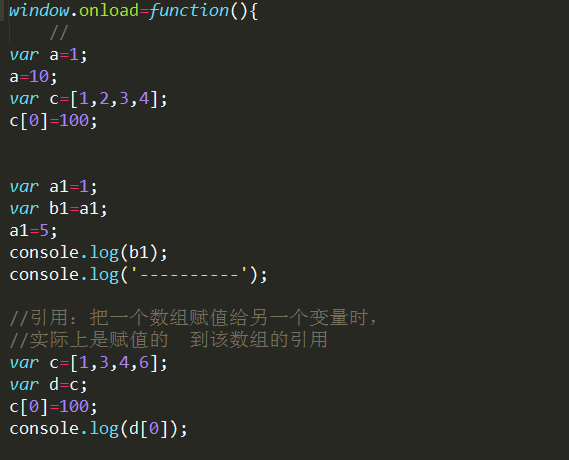 window.onload=function(){
//
var a=1;
a=10;
var c=[1,2,3,4];
c[0]=100;
var a1=1;
var b1=a1;
a1=5;
console.log(b1);
console.log('----------');
//引用：把一个数组赋值给另一个变量时，
//实际上是赋值的  到该数组的引用
var c=[1,3,4,6];
var d=c;
c[0]=100;
console.log(d[0]);